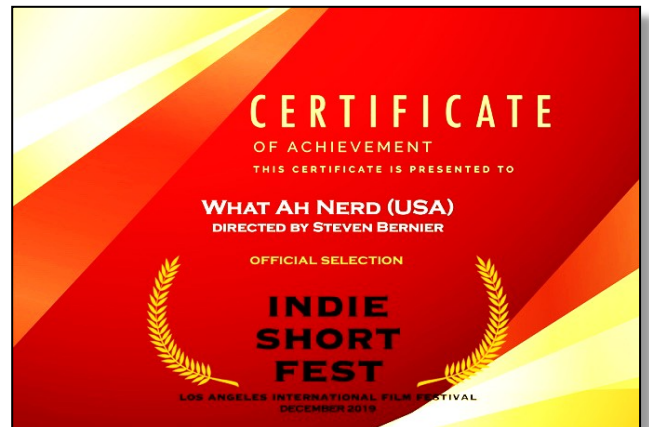 CERTIFICATE
OF ACHIEVEMENT
THIS CERTIFICATE IS PRESENTED TO
WHAT AH NERD (USA)
DIRECTED BY STEVEN BERNIER
OFFICIAL SELECTION
INDIE
SHORT
FEST
LOS ANGELES INTERNATIONAL FILM FESTIVAL
DECEMBER 2019